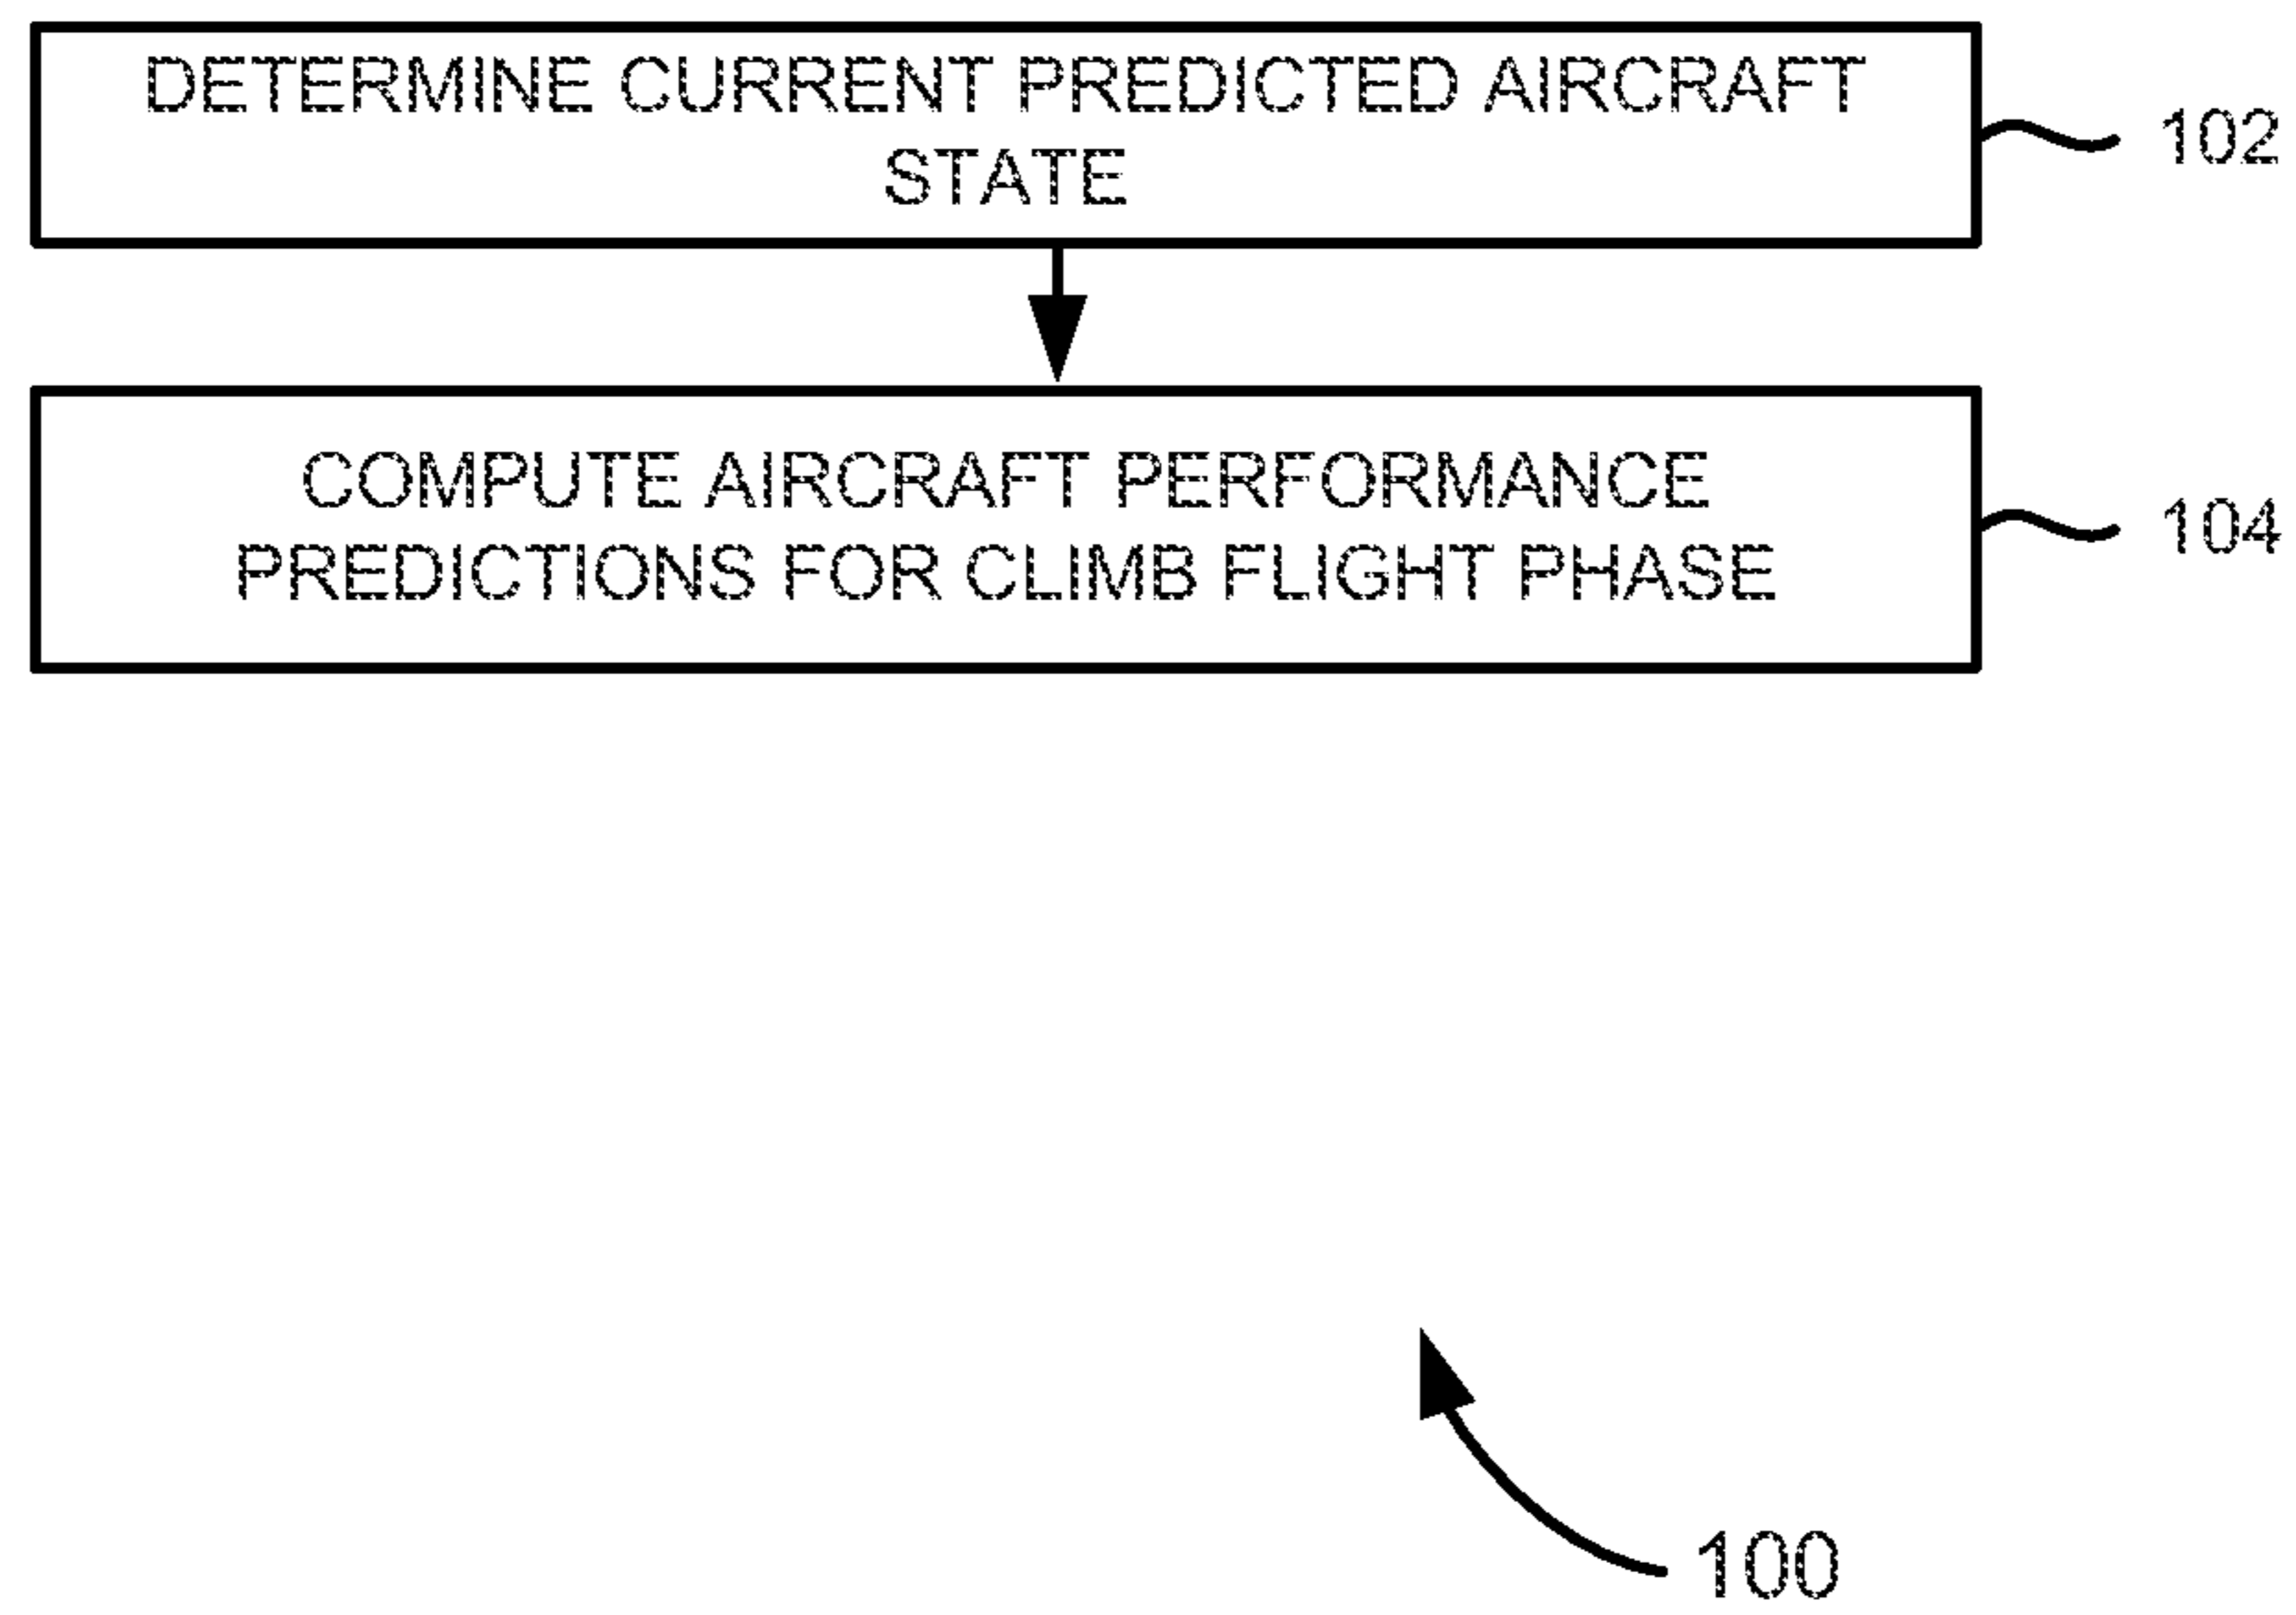 DETERMINE CURRENT PREDICTED AIRCRAFT
STATE
102
COMPUTE AIRCRAFT PERFORMANCE
PREDICTIONS FOR CLIMB FLIGHT PHASE
104
100